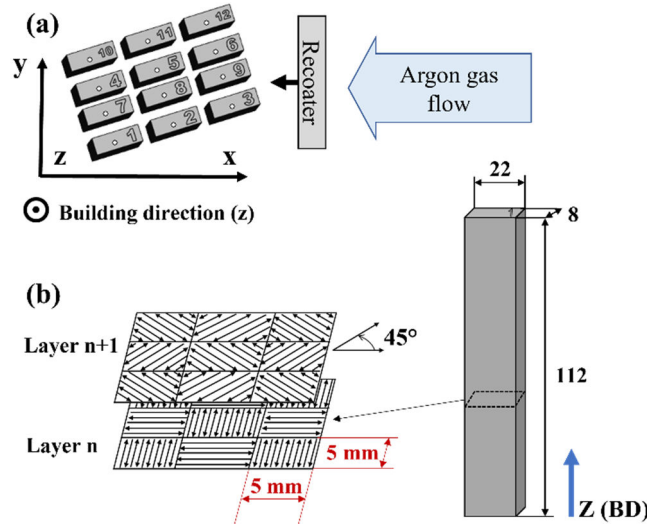 (a)
y
10 11 12
4 5 6
7 8 9
1 2 3
z
x
Recoater
Argon gas
flow
Building direction (z)
22
1
8
112
Z (BD)
(b)
Layer n+1
45°
Layer n
5 mm
5 mm